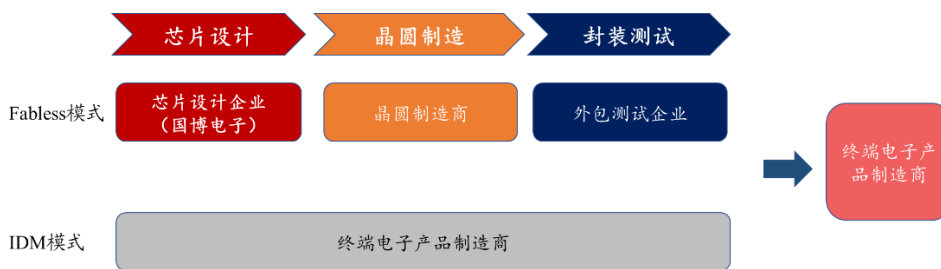 芯片设计
晶圆制造
封装测试
Fabless模式
芯片设计企业
（国博电子）
晶圆制造商
外包测试企业
终端电子产
品制造商
IDM模式
终端电子产品制造商